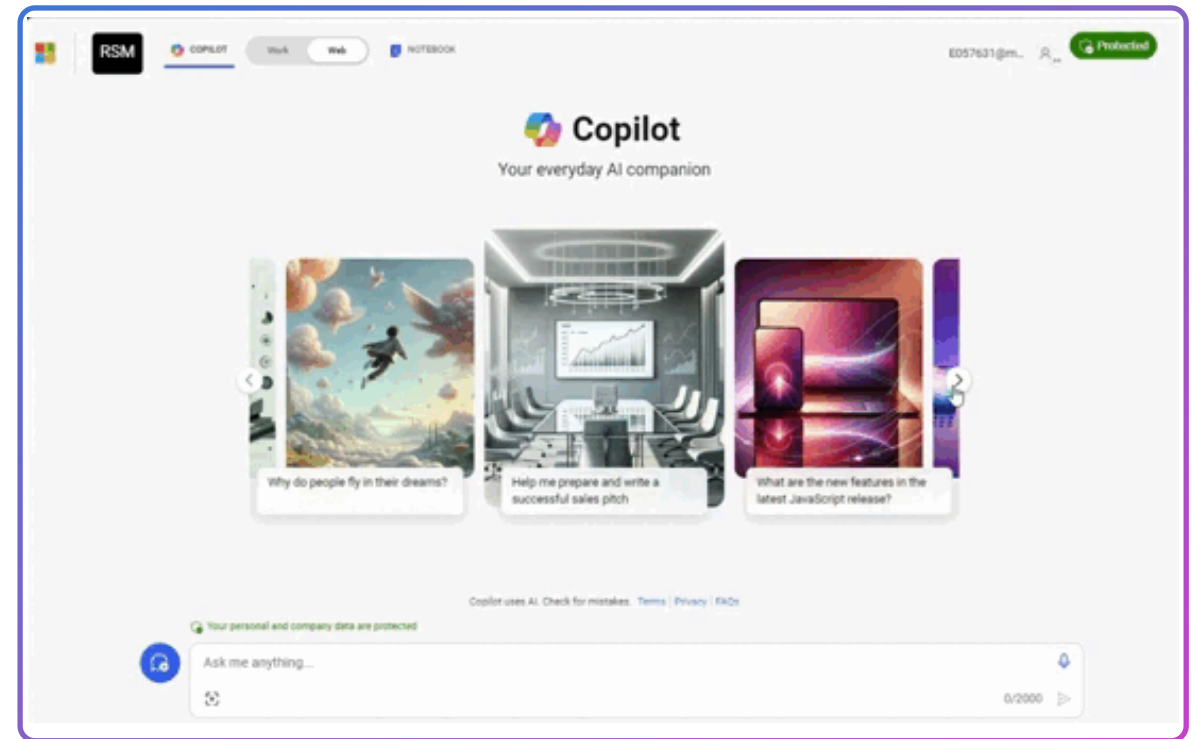 RSM
COPILOT
Work
Web
NOTEBOOK
E057631@m...
Protected
Copilot
Your everyday AI companion
Why do people fly in their dreams?
Help me prepare and write a
successful sales pitch
What are the new features in the
latest JavaScript release?
Copilot uses AI. Check for mistakes. Terms | Privacy | FAQs
Your personal and company data are protected
Ask me anything...
0/2000